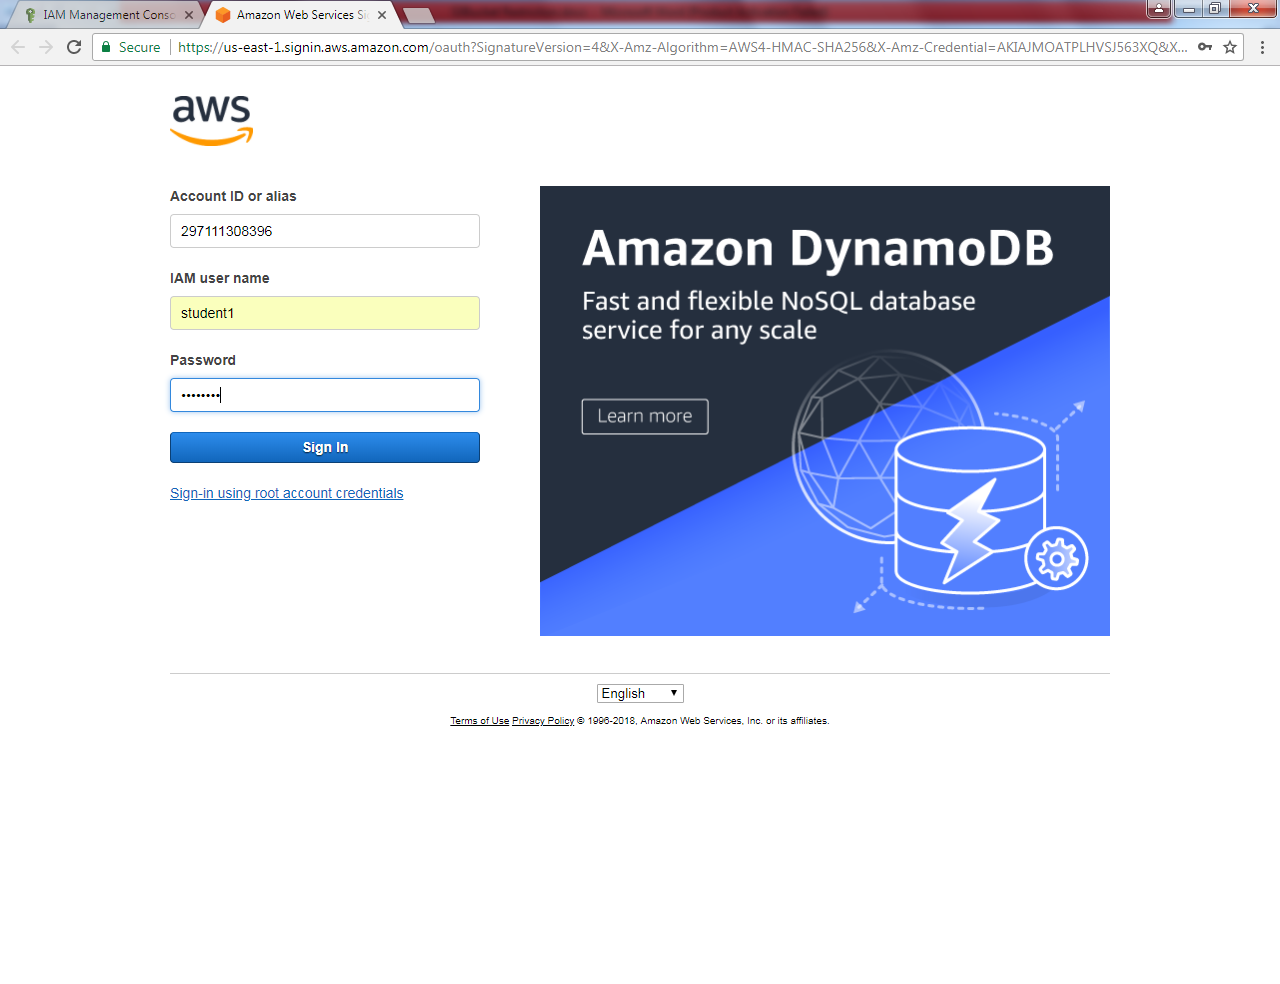 IAM Management Conso
Amazon Web Services Si
Secure
https://us-east-1.signin.aws.amazon.com/oauth?SignatureVersion=4&X-Amz-Algorithm=AWS4-HMAC-SHA256&X-Amz-Credential=AKIAJMOATPLHVSJ563XQ&X...
aws
Account ID or alias
297111308396
IAM user name
student1
Password
••••••••
Sign In
Sign-in using root account credentials
Amazon DynamoDB
Fast and flexible NoSQL database
service for any scale
Learn more
English
Terms of Use Privacy Policy © 1996-2018, Amazon Web Services, Inc. or its affiliates.